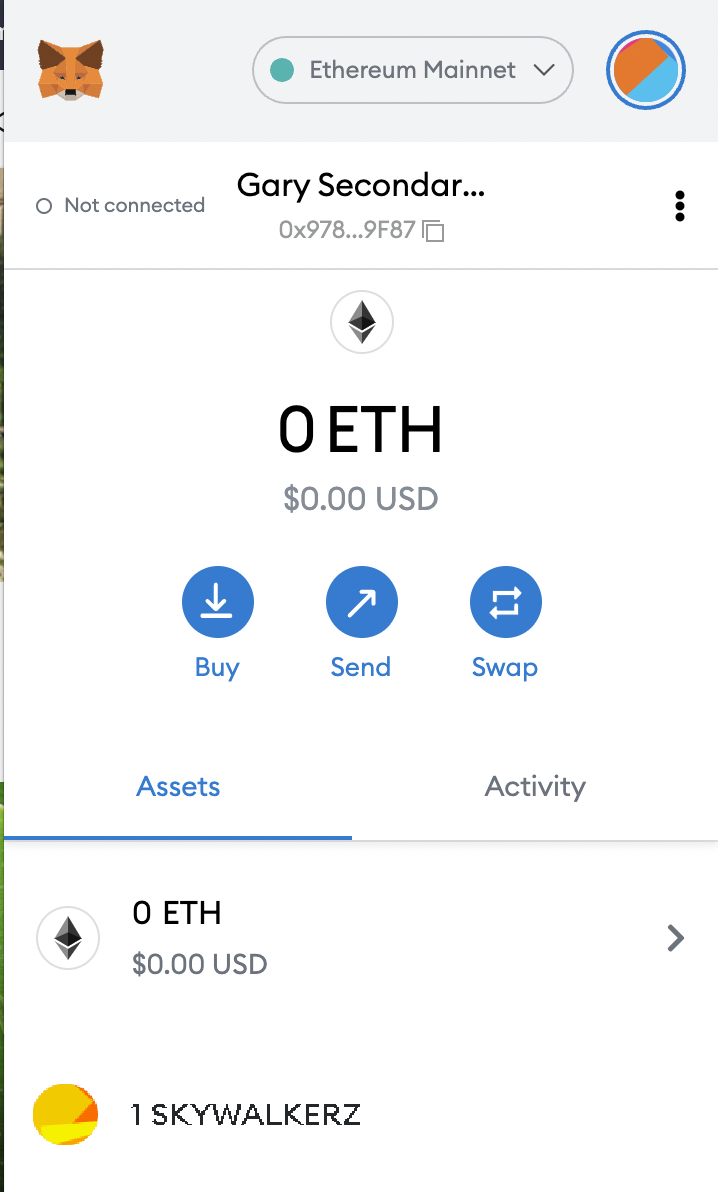 Ethereum Mainnet
Not connected
Gary Secondar...
0x978...9F87
0 ETH
$0.00 USD
Buy
Send
Swap
Assets
Activity
0 ETH
$0.00 USD
1 SKYWALKERZ